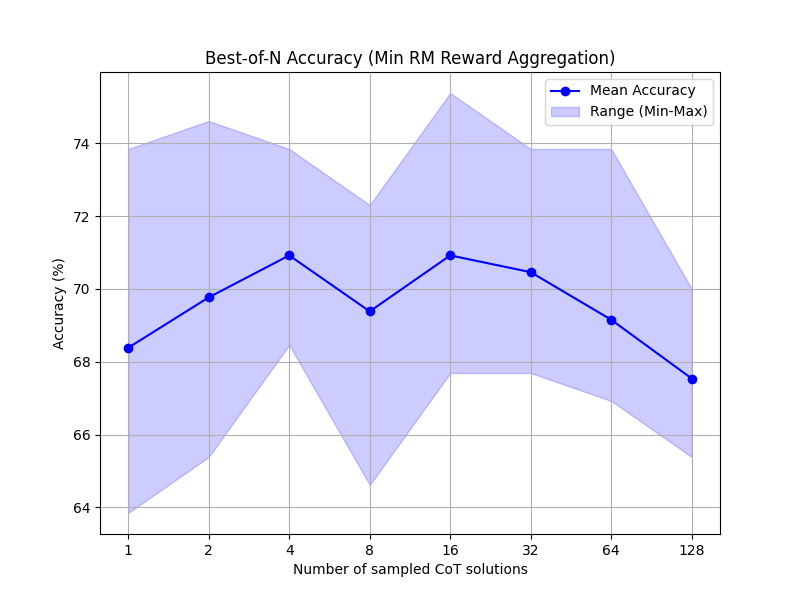 Best-of-N Accuracy (Min RM Reward Aggregation)
Mean Accuracy
Range (Min-Max)
Accuracy (%)
74
72
70
68
66
64
1 2 4 8 16 32 64 128
Number of sampled CoT solutions